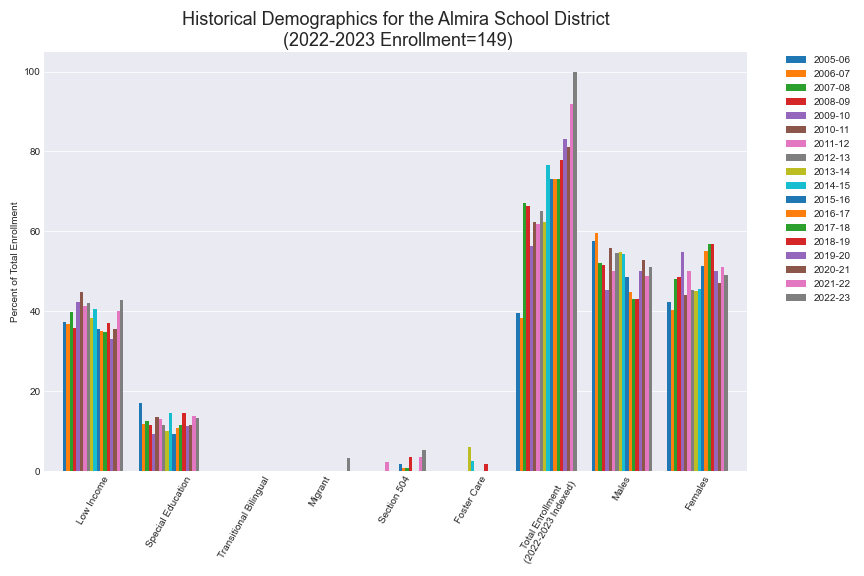 Historical Demographics for the Almira School District
(2022-2023 Enrollment=149)
Percent of Total Enrollment
100
80
60
40
20
0
Low Income
Special Education
Transitional Bilingual
Migrant
Section 504
Foster Care
Total Enrollment
(2022-2023 Indexed)
Males
Females
2005-06
2006-07
2007-08
2008-09
2009-10
2010-11
2011-12
2012-13
2013-14
2014-15
2015-16
2016-17
2017-18
2018-19
2019-20
2020-21
2021-22
2022-23